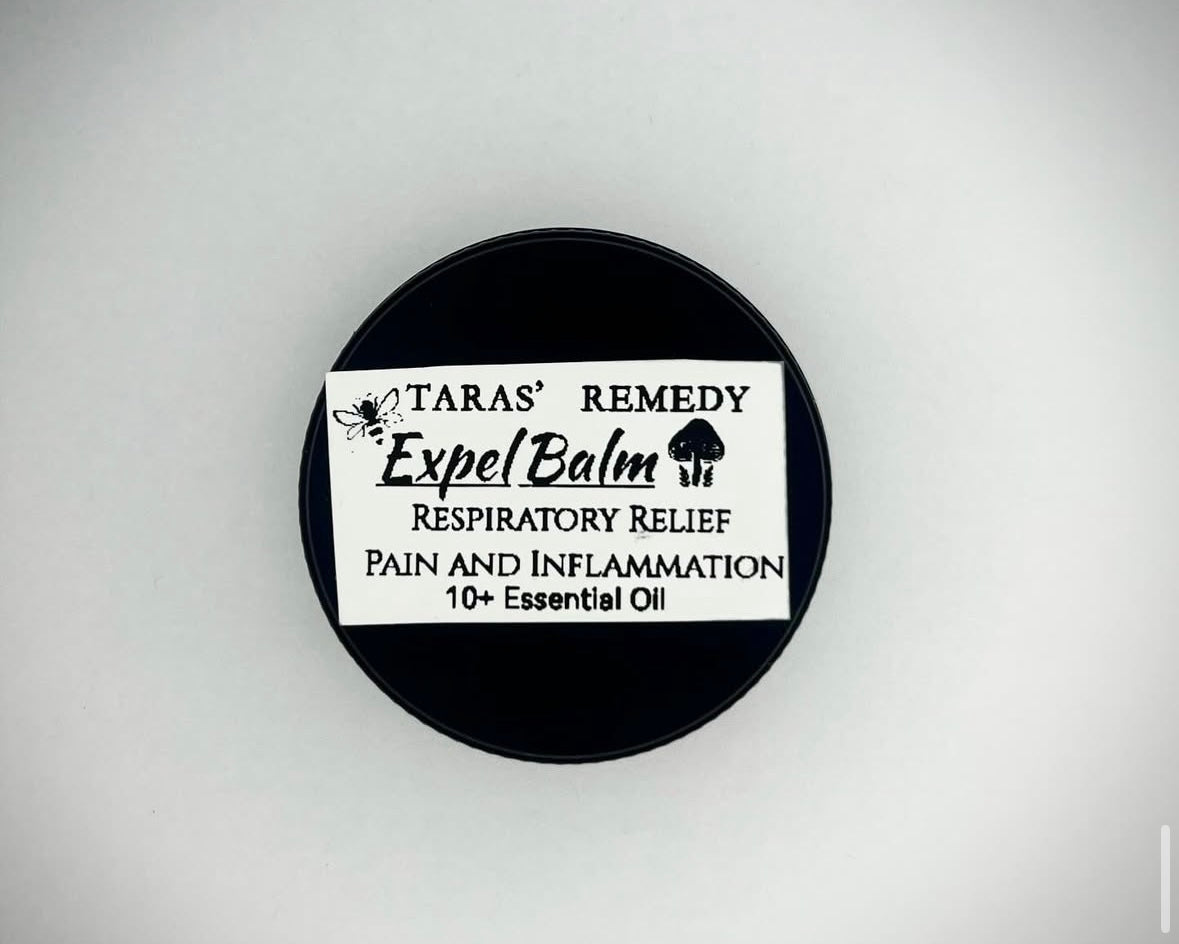 TARAS' REMEDY
Expel Balm
RESPIRATORY RELIEF
PAIN AND INFLAMMATION
10+ Essential Oil